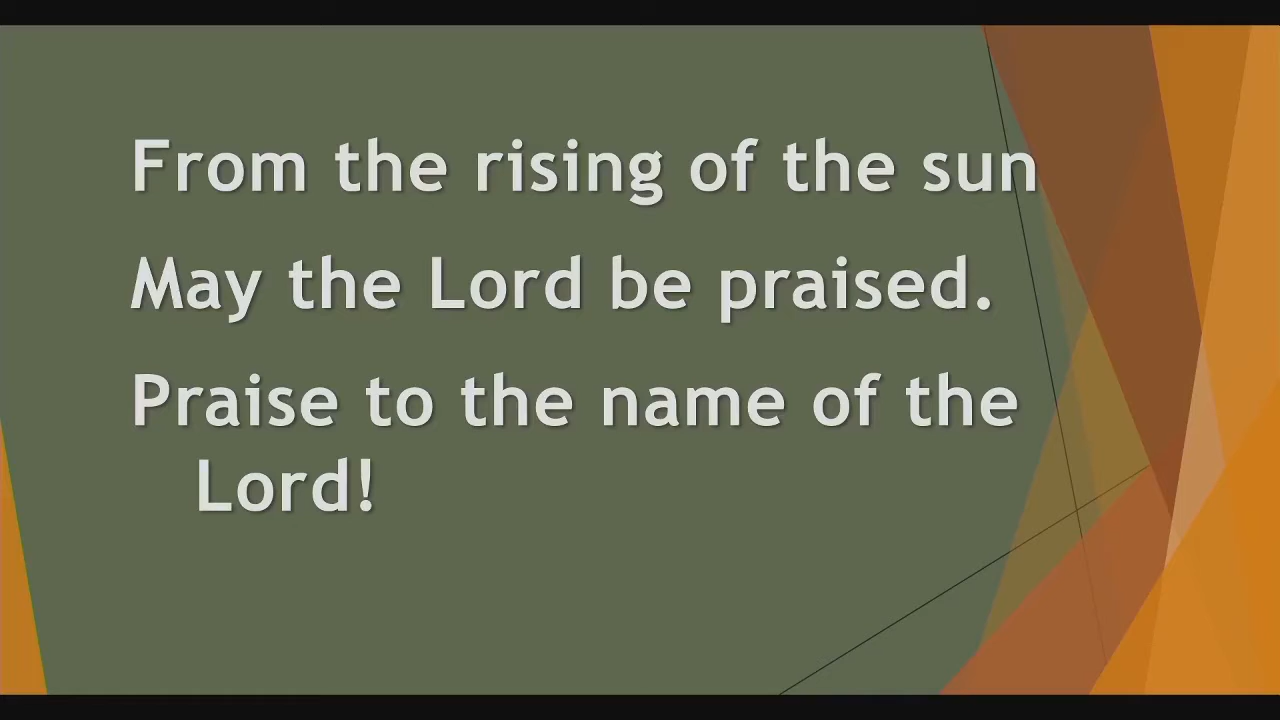 From the rising of the sun
May the Lord be praised.
Praise to the name of the
Lord!